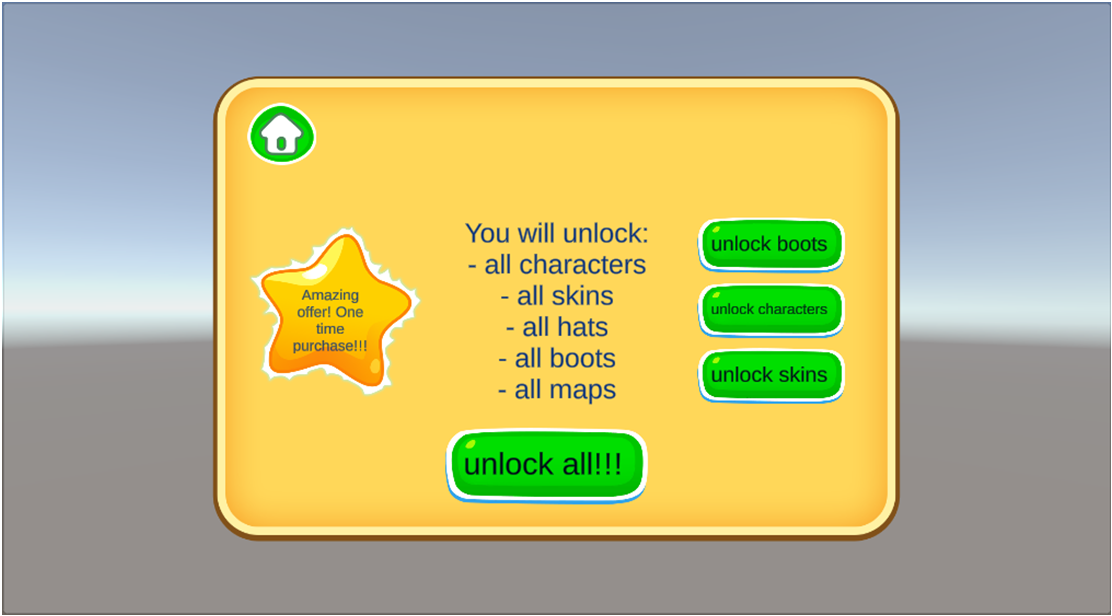 Amazing
offer! One
time
purchase!!!
You will unlock:
- all characters
- all skins
- all hats
- all boots
- all maps
unlock boots
unlock characters
unlock skins
unlock all!!!